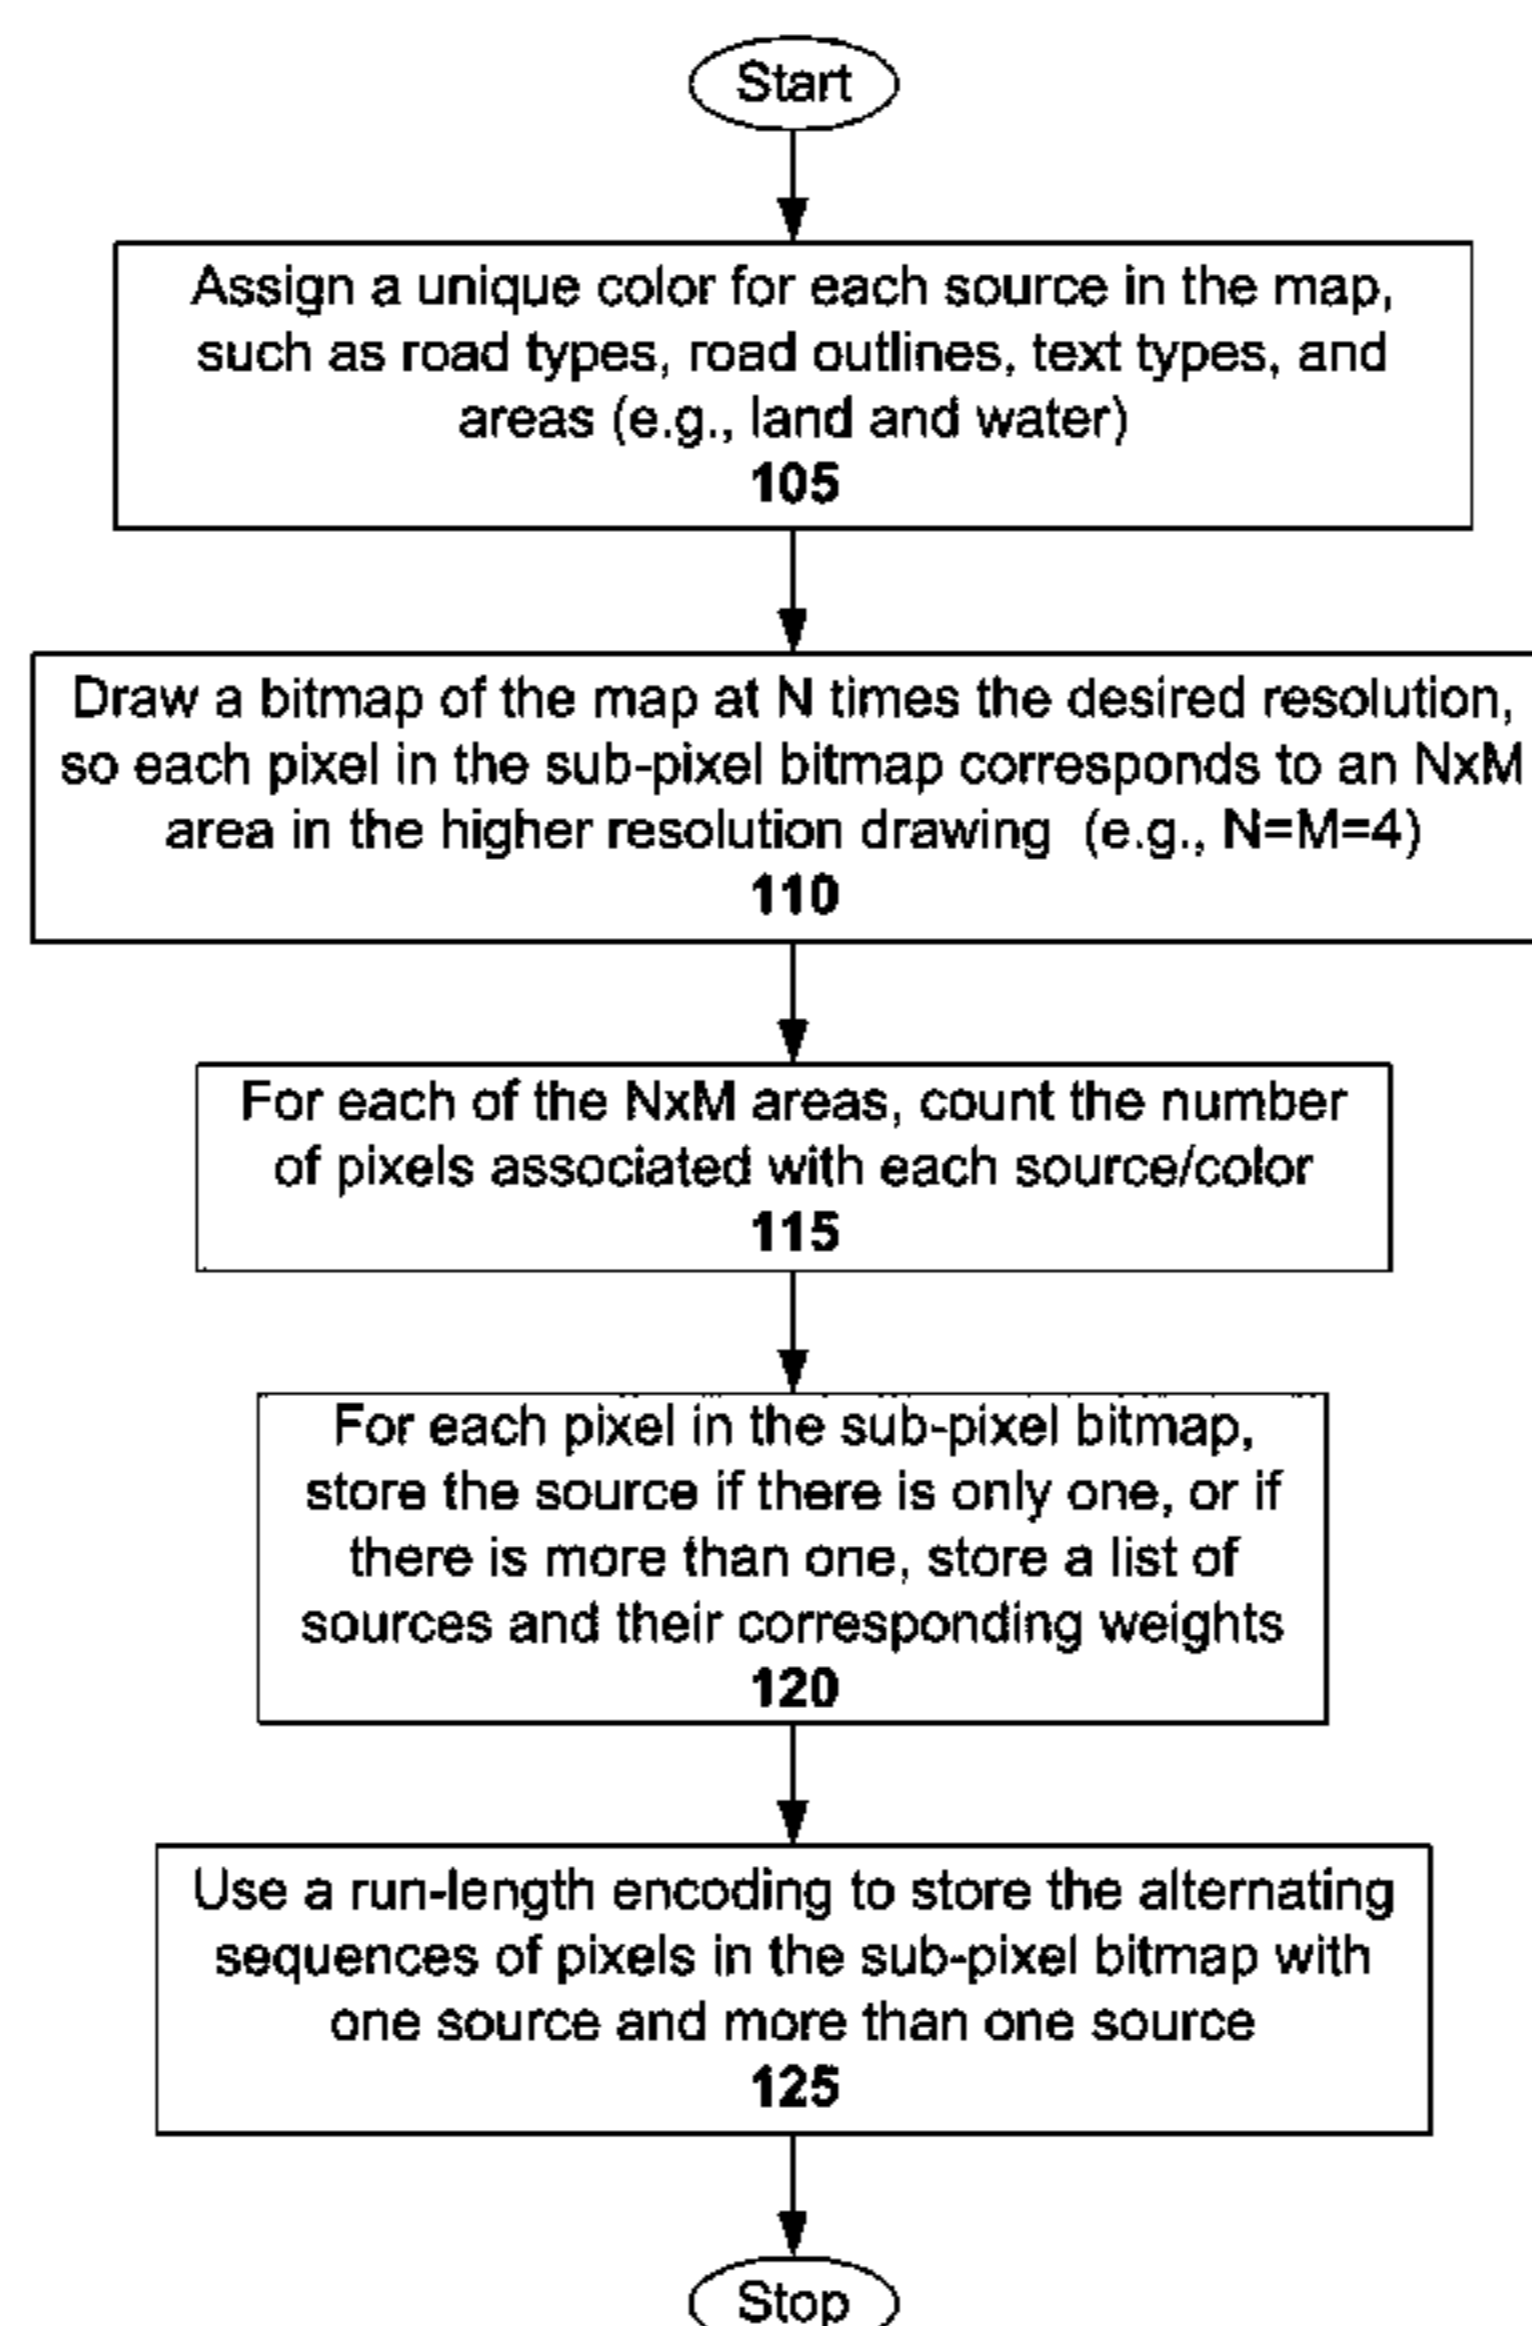 Start
Assign a unique color for each source in the map,
such as road types, road outlines, text types, and
areas (e.g., land and water)
105
Draw a bitmap of the map at N times the desired resolution,
so each pixel in the sub-pixel bitmap corresponds to an NxM
area in the higher resolution drawing (e.g., N=M=4)
110
For each of the NxM areas, count the number
of pixels associated with each source/color
115
For each pixel in the sub-pixel bitmap,
store the source if there is only one, or if
there is more than one, store a list of
sources and their corresponding weights
120
Use a run-length encoding to store the alternating
sequences of pixels in the sub-pixel bitmap with
one source and more than one source
125
Stop